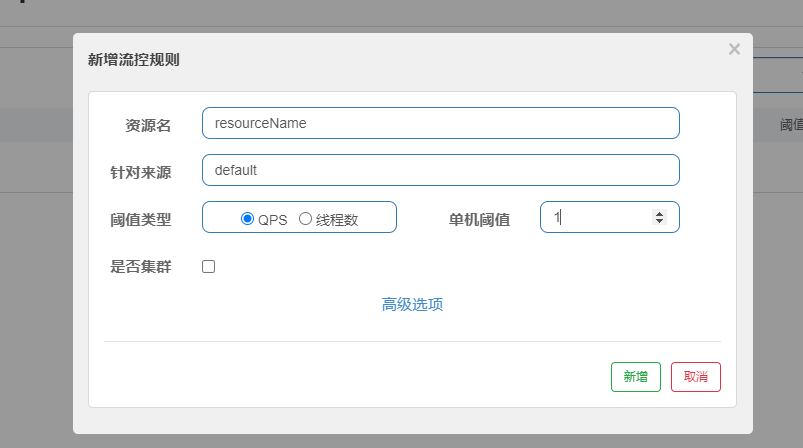 新增流控规则 ×
资源名 resourceName
针对来源 default
阈值类型 QPS 线程数 单机阈值 1
是否集群
高级选项
新增 取消
阈值